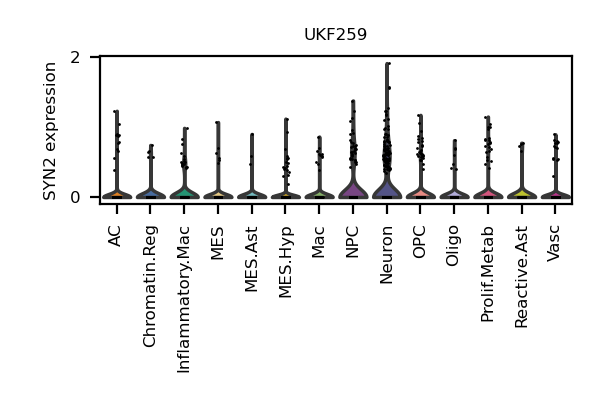 UKF259
SYN2 expression
2
0
AC
Chromatin.Reg
Inflammatory.Mac
MES
MES.Ast
MES.Hyp
Mac
NPC
Neuron
OPC
Oligo
Prolif.Metab
Reactive.Ast
Vasc